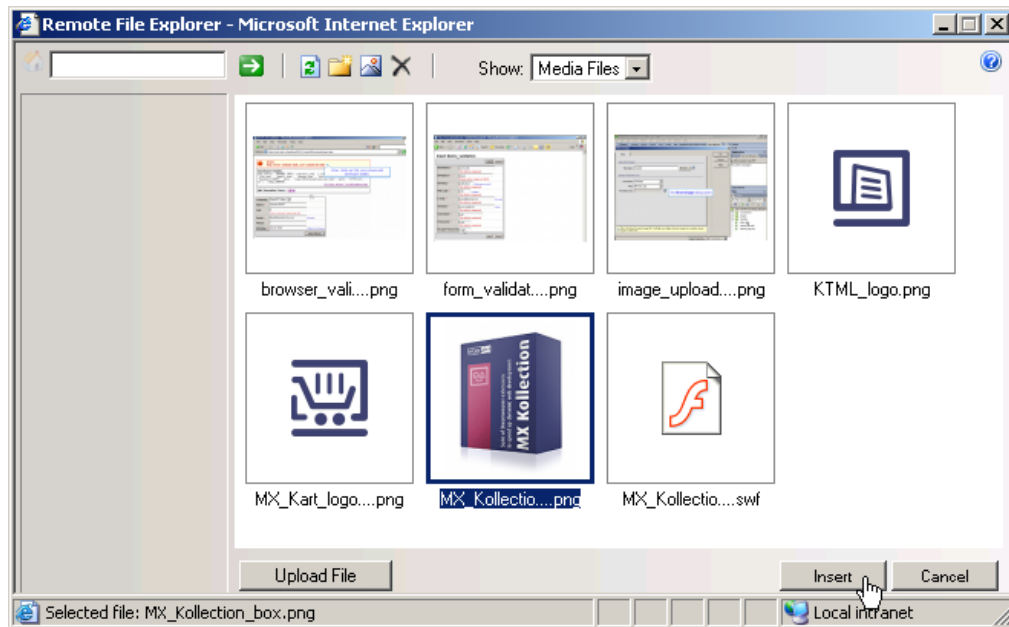 Remote File Explorer - Microsoft Internet Explorer
Show: Media Files
browser_vali....png
form_validat....png
image_upload....png
KTML_logo.png
MX Kollection
MX_Kart_logo....png
MX_Kollectio....png
MX_Kollectio....swf
Upload File
Insert
Cancel
Selected file: MX_Kollection_box.png
Local intranet